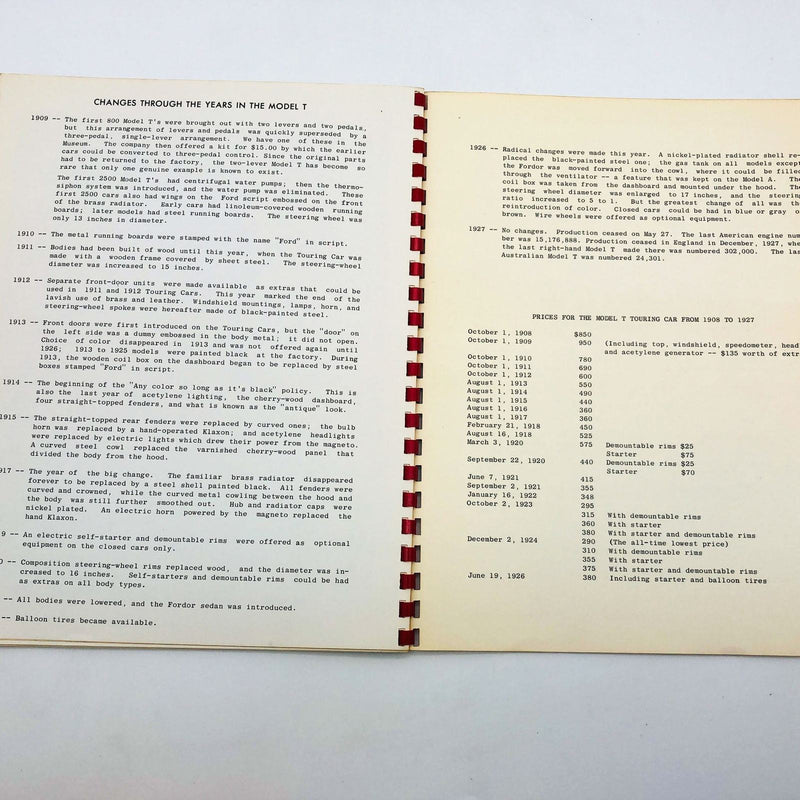 CHANGES THROUGH THE YEARS IN THE MODEL T
1909 -- The first 800 Model T's were brought out with two levers and two pedals,
but this arrangement of levers and pedals was quickly superseded by a
three-pedal, single-lever arrangement. We have one of these in the
Museum. The company then offered a kit for $15.00 by which the earlier
cars could be converted to three-pedal control. Since the original parts
had to be returned to the factory, the two-lever Model T has become so
rare that only one genuine example is known to exist.
The first 2500 Model T's had centrifugal water pumps; then the thermo-
siphon system was introduced, and the water pump was eliminated. These
first 2500 cars also had wings on the Ford script embossed on the front
of the brass radiator. Early cars had linoleum-covered wooden running
boards; later models had steel running boards. The steering wheel was
only 13 inches in diameter.
1910 -- The metal running boards were stamped with the name "Ford" in script.
1911 -- Bodies had been built of wood until this year, when the Touring Car was
made with a wooden frame covered by sheet steel. The steering-wheel
diameter was increased to 15 inches.
1912 -- Separate front-door units were made available as extras that could be
used in 1911 and 1912 Touring Cars. This year marked the end of the
lavish use of brass and leather. Windshield mountings, lamps, horn, and
steering-wheel spokes were hereafter made of black-painted steel.
1913 -- Front doors were first introduced on the Touring Cars, but the "door" on
the left side was a dummy embossed in the body metal; it did not open.
Choice of color disappeared in 1913 and was not offered again until
1926; 1913 to 1925 models were painted black at the factory. During
1913, the wooden coil box on the dashboard began to be replaced by steel
boxes stamped "Ford" in script.
1914 -- The beginning of the "Any color so long as it's black" policy. This is
also the last year of acetylene lighting, the cherry-wood dashboard,
four straight-topped fenders, and what is known as the "antique" look.
915 -- The straight-topped rear fenders were replaced by curved ones; the bulb
horn was replaced by a hand-operated Klaxon; and acetylene headlights
were replaced by electric lights which drew their power from the magneto.
A curved steel cowl replaced the varnished cherry-wood panel that
divided the body from the hood.
917 -- The year of the big change. The familiar brass radiator disappeared
forever to be replaced by a steel shell painted black. All fenders were
curved and crowned, while the curved metal cowling between the hood and
the body was still further smoothed out. Hub and radiator caps were
nickel plated. An electric horn powered by the magneto replaced the
hand Klaxon.
9 -- An electric self-starter and demountable rims were offered as optional
equipment on the closed cars only.
0 -- Composition steering-wheel rims replaced wood, and the diameter was in-
creased to 16 inches. Self-starters and demountable rims could be had
as extras on all body types.
-- All bodies were lowered, and the Fordor sedan was introduced.
-- Balloon tires became available.
1926 -- Radical changes were made this year. A nickel-plated radiator shell re-
placed the black-painted steel one; the gas tank on all models except
the Fordor was moved forward into the cowl, where it could be filled
through the ventilator -- a feature that was kept on the Model A. The
coil box was taken from the dashboard and mounted under the hood. The
steering wheel diameter was enlarged to 17 inches, and the steering
ratio increased to 5 to 1. But the greatest change of all was the
reintroduction of color. Closed cars could be had in blue or gray o
brown. Wire wheels were offered as optional equipment.
1927 -- No changes. Production ceased on May 27. The last American engine num
ber was 15,176,888. Production ceased in England in December, 1927, whe
the last right-hand Model T made there was numbered 302,000. The las
Australian Model T was numbered 24,301.
PRICES FOR THE MODEL T TOURING CAR FROM 1908 TO 1927
October 1, 1908 $850
October 1, 1909 950 (Including top, windshield, speedometer, head
and acetylene generator -- $135 worth of extr
October 1, 1910 780
October 1, 1911 690
October 1, 1912 600
August 1, 1913 550
August 1, 1914 490
August 1, 1915 440
August 1, 1916 360
August 1, 1917 360
February 21, 1918 450
August 16, 1918 525
March 3, 1920 575 Demountable rims $25
Starter $75
September 22, 1920 440 Demountable rims $25
Starter $70
June 7, 1921 415
September 2, 1921 355
January 16, 1922 348
October 2, 1923 295
315 With demountable rims
360 With starter
380 With starter and demountable rims
December 2, 1924 290 (The all-time lowest price)
310 With demountable rims
355 With starter
375 With starter and demountable rims
June 19, 1926 380 Including starter and balloon tires